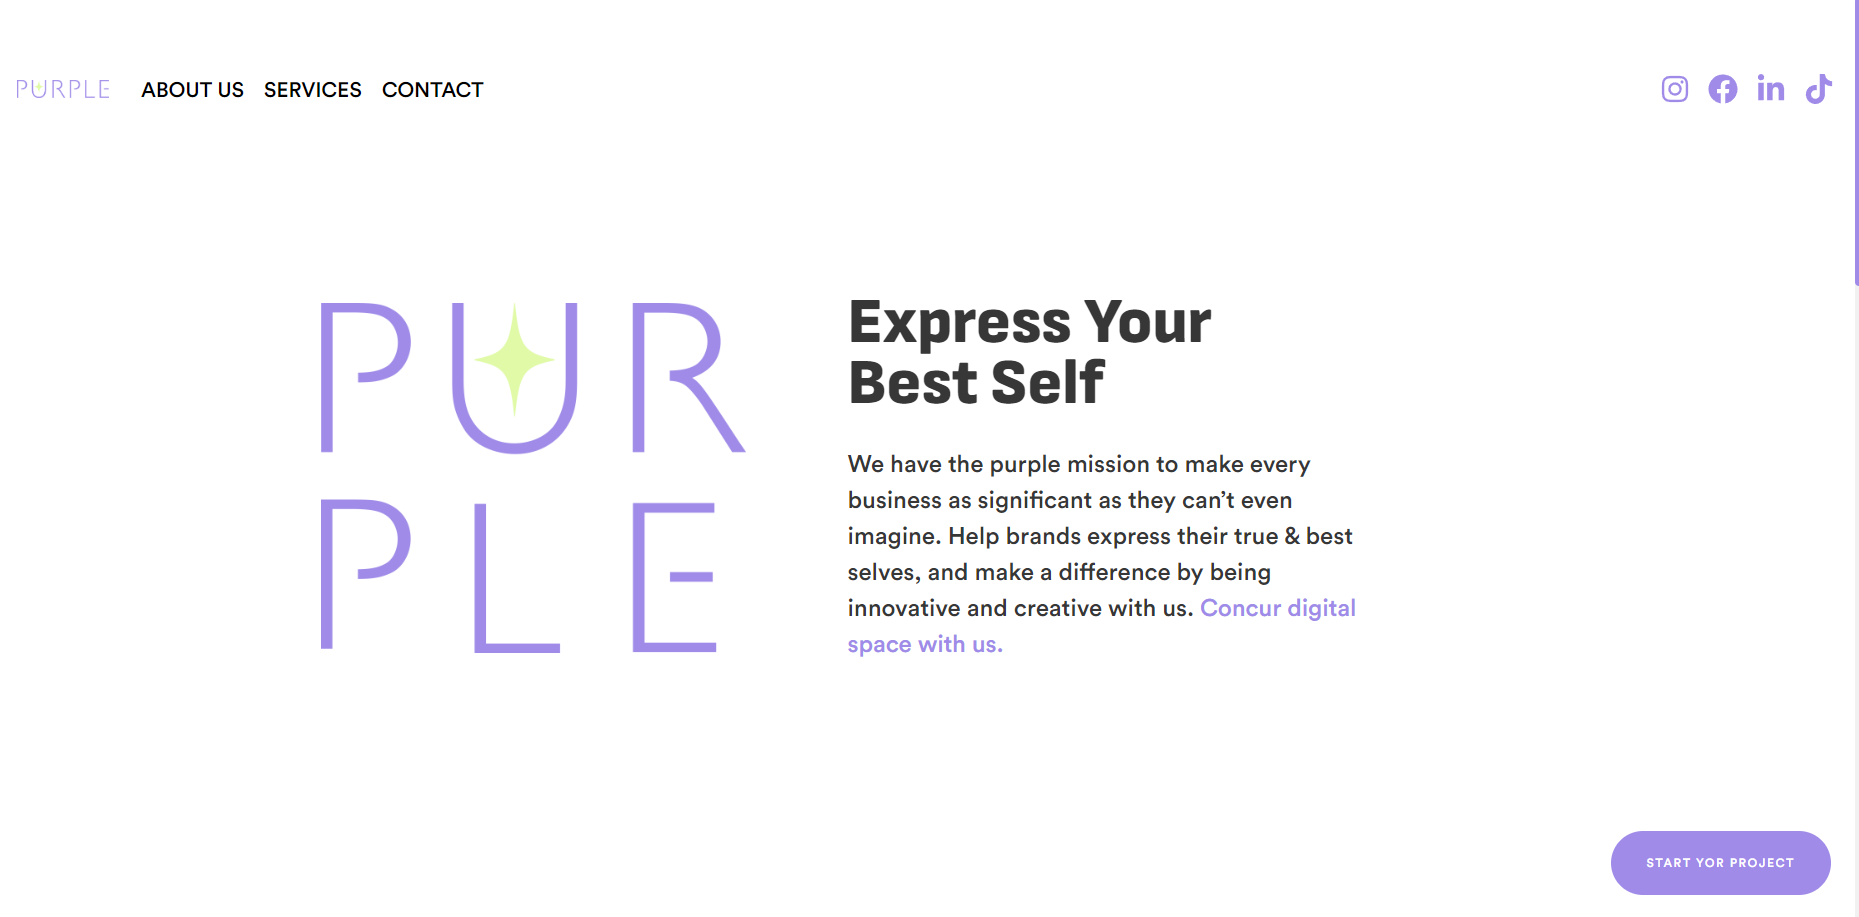 PURPLE
ABOUT US SERVICES CONTACT
PUR
PLE
Express Your
Best Self
We have the purple mission to make every
business as significant as they can’t even
imagine. Help brands express their true & best
selves, and make a difference by being
innovative and creative with us. Concur digital
space with us.
START YOR PROJECT